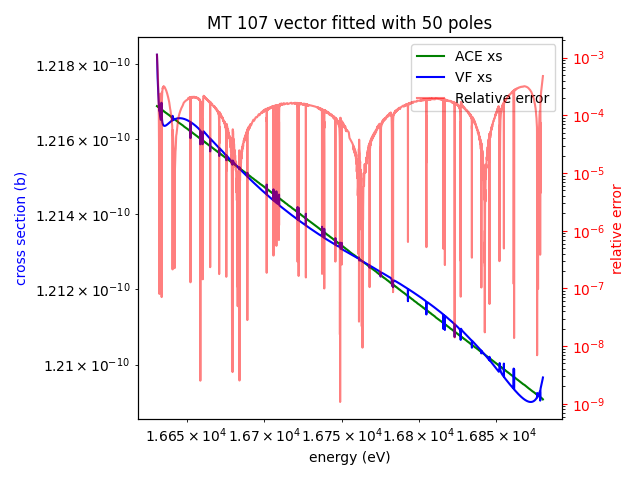 MT 107 vector fitted with 50 poles
ACE xs
VF xs
Relative error
1.218 × 10⁻¹⁰
1.216 × 10⁻¹⁰
1.214 × 10⁻¹⁰
1.212 × 10⁻¹⁰
1.21 × 10⁻¹⁰
cross section (b)
10⁻³
10⁻⁴
10⁻⁵
10⁻⁶
10⁻⁷
10⁻⁸
10⁻⁹
relative error
1.665 × 10⁴ 1.67 × 10⁴ 1.675 × 10⁴ 1.68 × 10⁴ 1.685 × 10⁴
energy (eV)